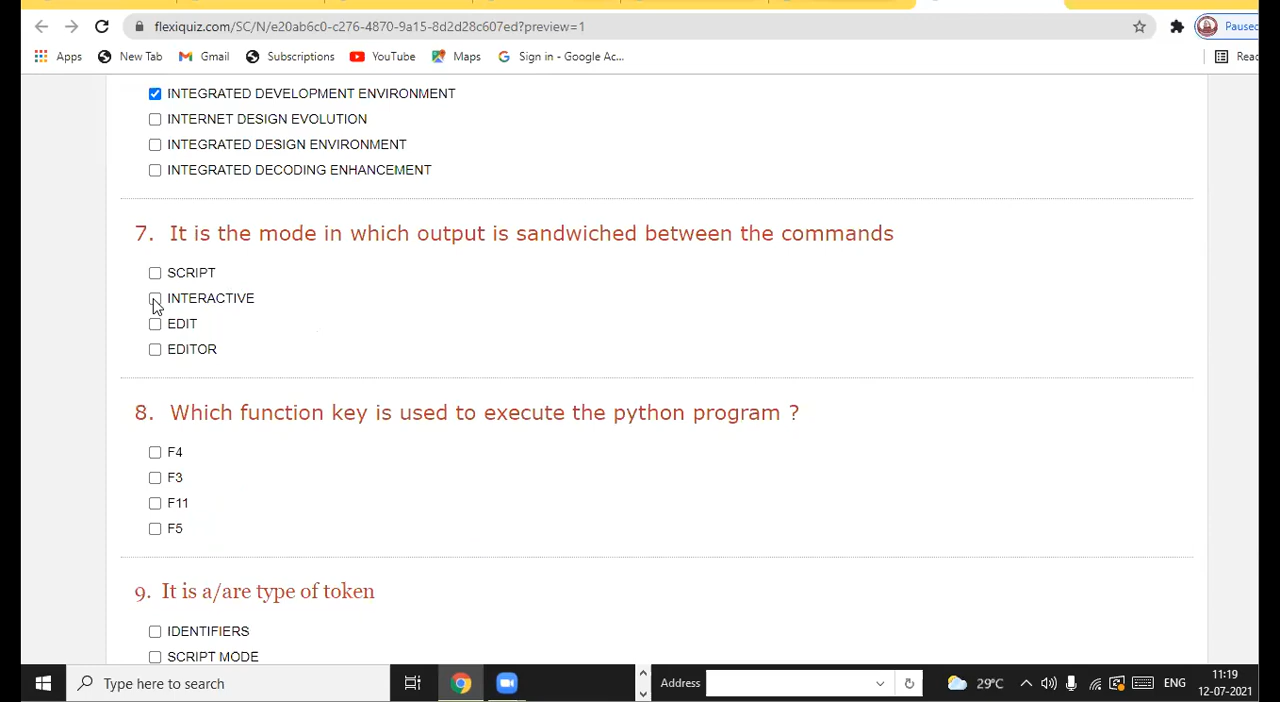 flexiquiz.com/SC/N/e20ab6c0-c276-4870-9a15-8d2d28c607ed?preview=1
Paused
Apps New Tab Gmail Subscriptions YouTube Maps Sign in - Google Ac... Reac
INTEGRATED DEVELOPMENT ENVIRONMENT
INTERNET DESIGN EVOLUTION
INTEGRATED DESIGN ENVIRONMENT
INTEGRATED DECODING ENHANCEMENT
7. It is the mode in which output is sandwiched between the commands
SCRIPT
INTERACTIVE
EDIT
EDITOR
8. Which function key is used to execute the python program ?
F4
F3
F11
F5
9. It is a/are type of token
IDENTIFIERS
SCRIPT MODE
Type here to search
Address
29°C
ENG
11:19
12-07-2021